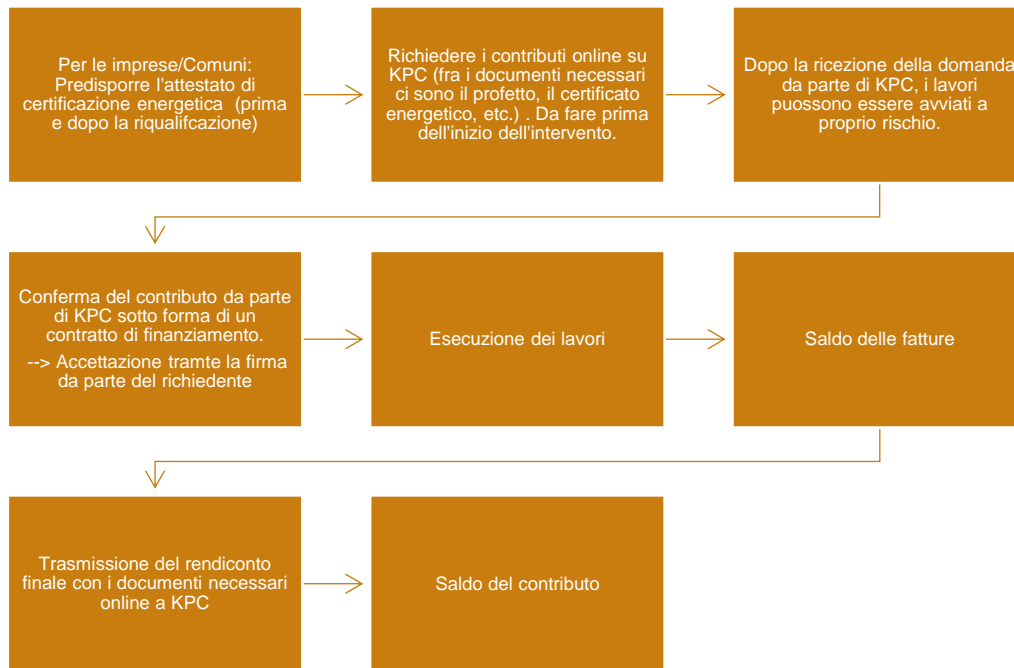 Per le imprese/Comuni:
Predisporre l'attestato di
certificazione energetica  (prima
e dopo la riqualifcazione)
Richiedere i contributi online su
KPC (fra i documenti necessari
ci sono il profetto, il certificato
energetico, etc.) . Da fare prima
dell'inizio dell'intervento.
Dopo la ricezione della domanda
da parte di KPC, i lavori
puossono essere avviati a
proprio rischio.
Conferma del contributo da parte
di KPC sotto forma di un
contratto di finanziamento.
--> Accettazione tramte la firma
da parte del richiedente
Esecuzione dei lavori
Saldo delle fatture
Trasmissione del rendiconto
finale con i documenti necessari
online a KPC
Saldo del contributo